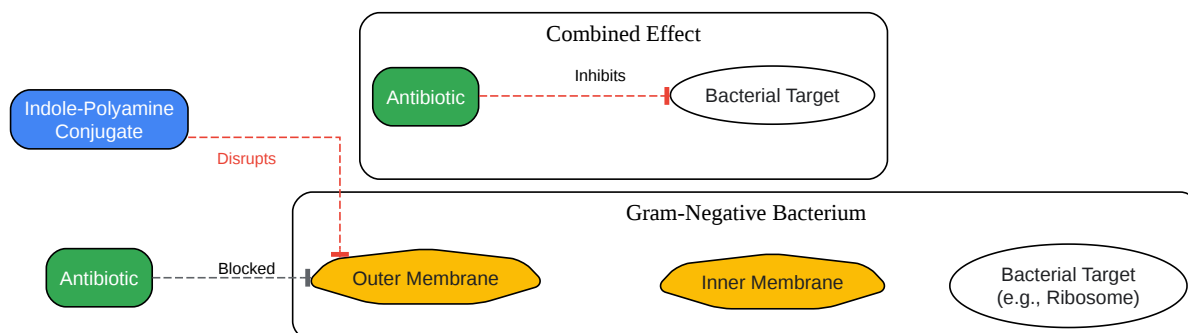 Combined Effect
Antibiotic
Inhibits
Bacterial Target
Indole-Polyamine
Conjugate
Disrupts
Gram-Negative Bacterium
Antibiotic
Blocked
Outer Membrane
Inner Membrane
Bacterial Target
(e.g., Ribosome)